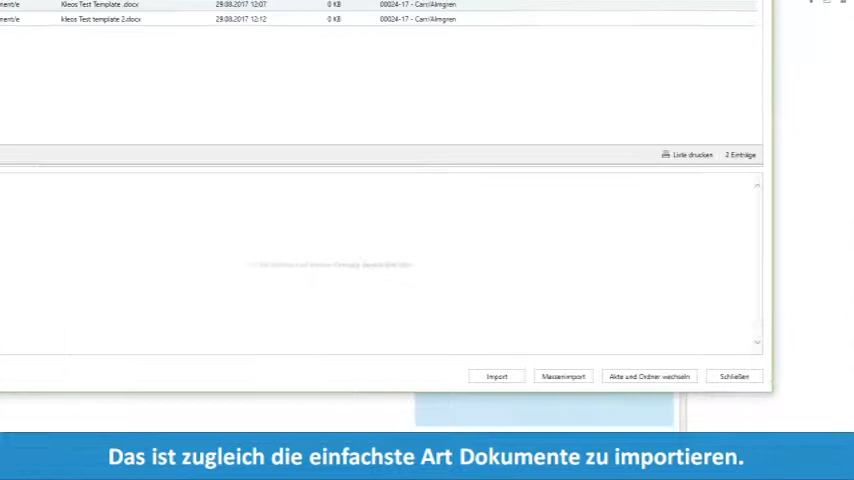 ment/e Kleos Test Template .docx 29.08.2017 12:07 0 KB 00024-17 - Carr/Almgren
ment/e kleos Test template 2.docx 29.08.2017 12:12 0 KB 00024-17 - Carr/Almgren
Liste drucken 2 Einträge
Import Massenimport Akte und Ordner wechseln Schließen
Das ist zugleich die einfachste Art Dokumente zu importieren.